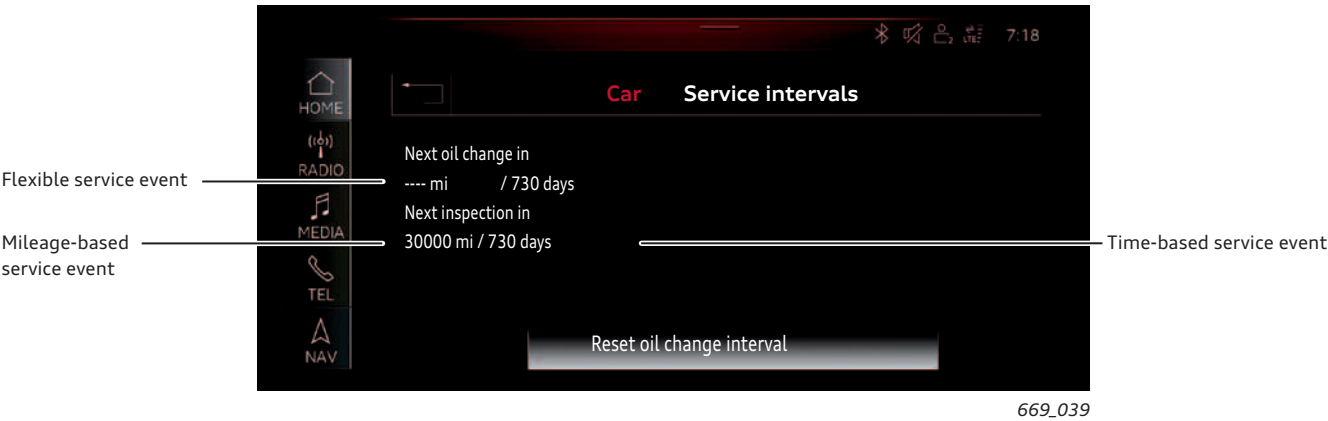 LTE 7:18
HOME
Car Service intervals
RADIO
Next oil change in
Flexible service event
---- mi / 730 days
MEDIA
Next inspection in
Mileage-based
service event
30000 mi / 730 days
Time-based service event
TEL
NAV
Reset oil change interval
669_039